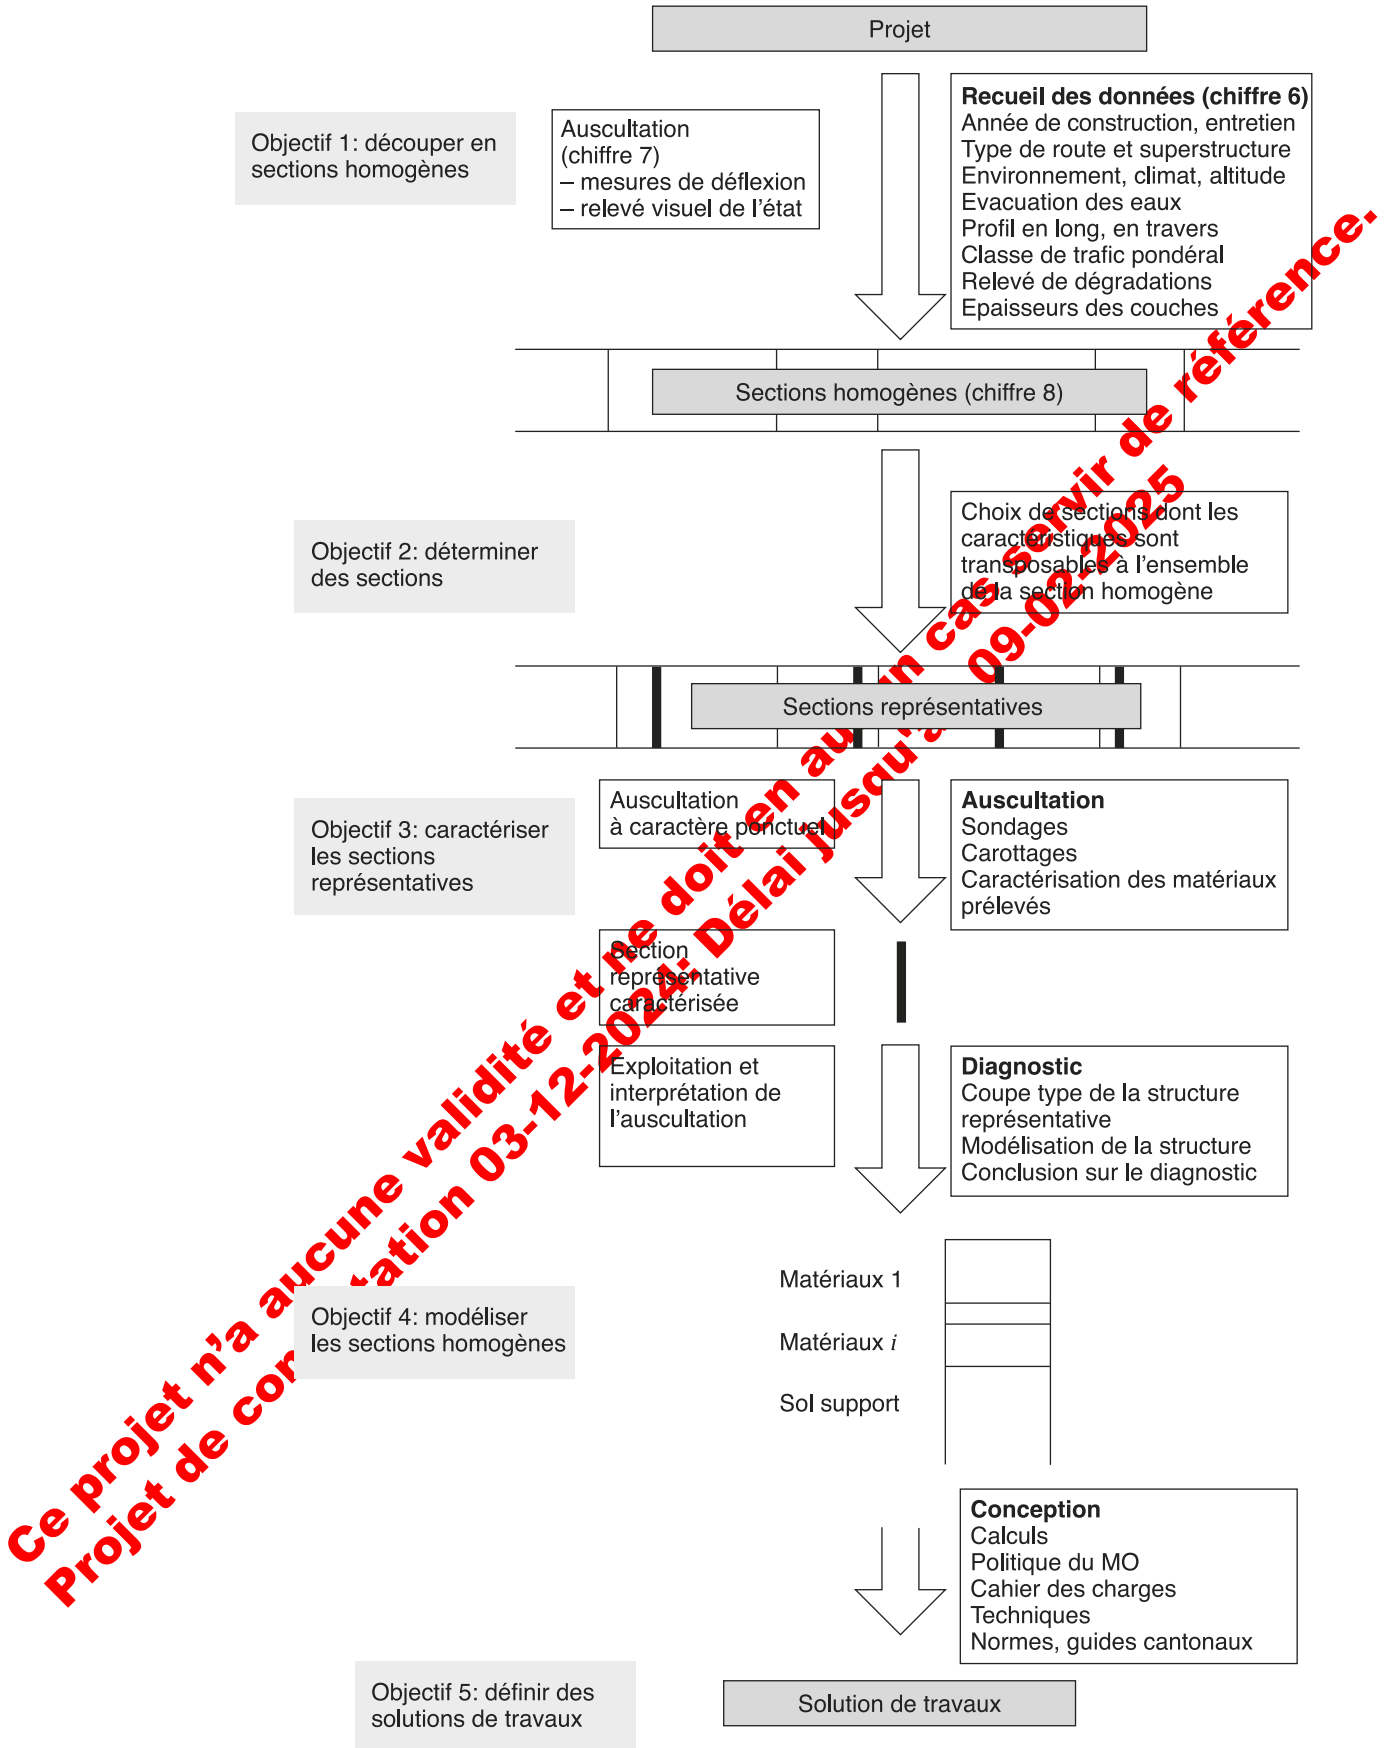 Projet
Objectif 1: découper en
sections homogènes
Auscultation
(chiffre 7)
– mesures de déflexion
– relevé visuel de l’état
Recueil des données (chiffre 6)
Année de construction, entretien
Type de route et superstructure
Environnement, climat, altitude
Evacuation des eaux
Profil en long, en travers
Classe de trafic pondéral
Relevé de dégradations
Epaisseurs des couches
Sections homogènes (chiffre 8)
Objectif 2: déterminer
des sections
Choix de sections dont les
caractéristiques sont
transposables à l’ensemble
de la section homogène
Sections représentatives
Objectif 3: caractériser
les sections
représentatives
Auscultation
à caractère ponctuel
Auscultation
Sondages
Carottages
Caractérisation des matériaux
prélevés
Section
représentative
caractérisée
Exploitation et
interprétation de
l’auscultation
Diagnostic
Coupe type de la structure
représentative
Modélisation de la structure
Conclusion sur le diagnostic
Objectif 4: modéliser
les sections homogènes
Matériaux 1
Matériaux i
Sol support
Conception
Calculs
Politique du MO
Cahier des charges
Techniques
Normes, guides cantonaux
Objectif 5: définir des
solutions de travaux
Solution de travaux
Ce projet n’a aucune validité et ne doit en aucun cas servir de référence.
Projet de consultation 03-12-2024: Délai jusqu'au 09-02-2025